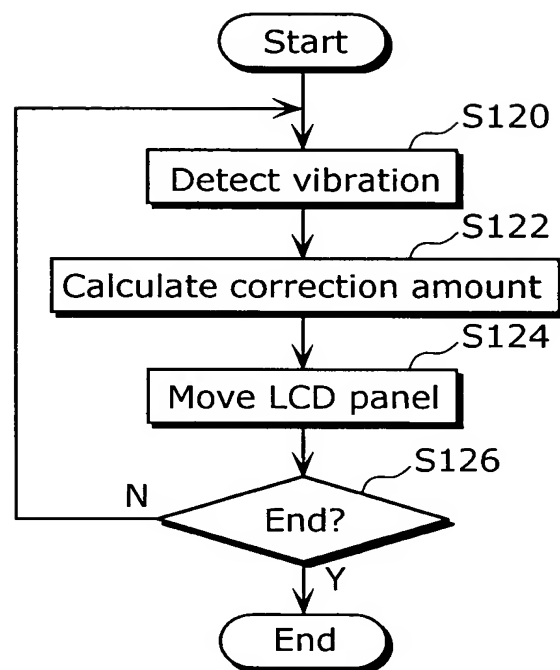 Start
S120
Detect vibration
S122
Calculate correction amount
S124
Move LCD panel
S126
N
End?
Y
End